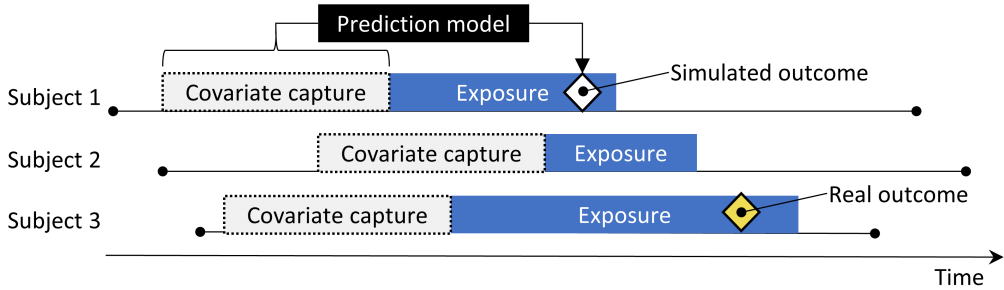 Prediction model
Simulated outcome
Subject 1
Covariate capture
Exposure
Subject 2
Covariate capture
Exposure
Real outcome
Subject 3
Covariate capture
Exposure
Time